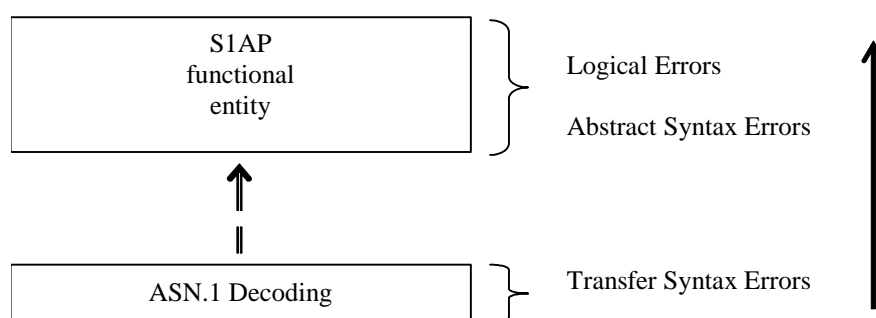 S1AP
functional
entity
Logical Errors
Abstract Syntax Errors
ASN.1 Decoding
Transfer Syntax Errors